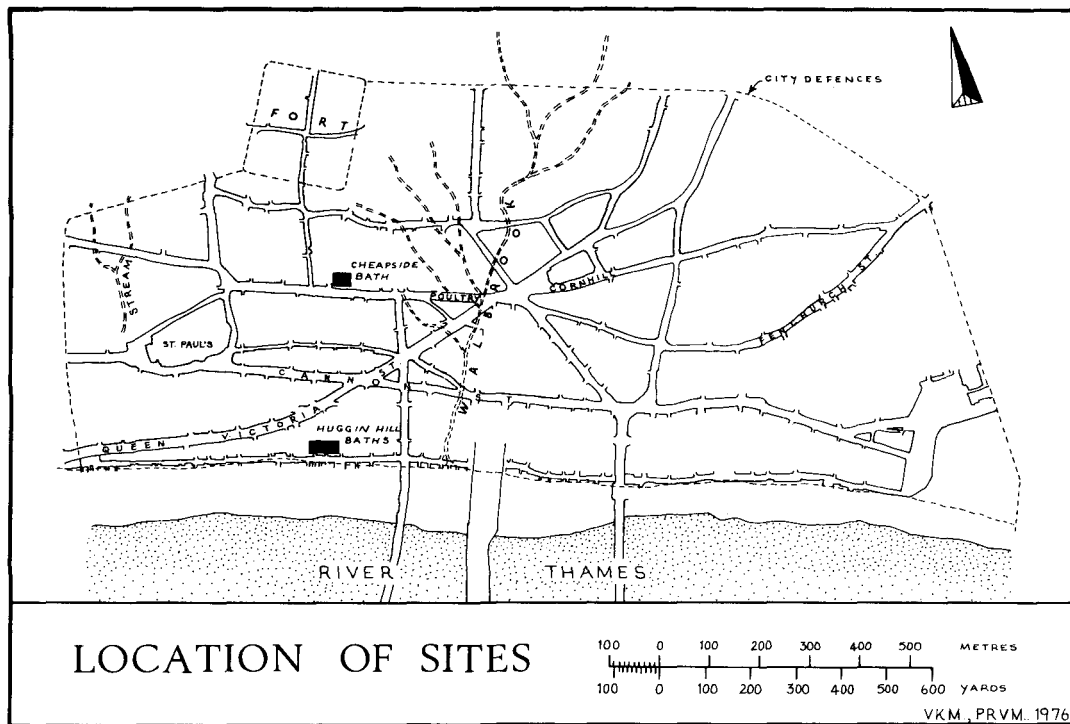 CITY DEFENCES
FORT
WALBROOK
STREAM
CHEAPSIDE
BATH
POULTRY
CORNHILL
FENCHURCH ST.
ST. PAUL'S
CANNON ST
QUEEN VICTORIA ST
HUGGIN HILL
BATHS
RIVER THAMES
LOCATION OF SITES
100 0 100 200 300 400 500 METRES
100 0 100 200 300 400 500 600 YARDS
VKM, PRVM. 1976